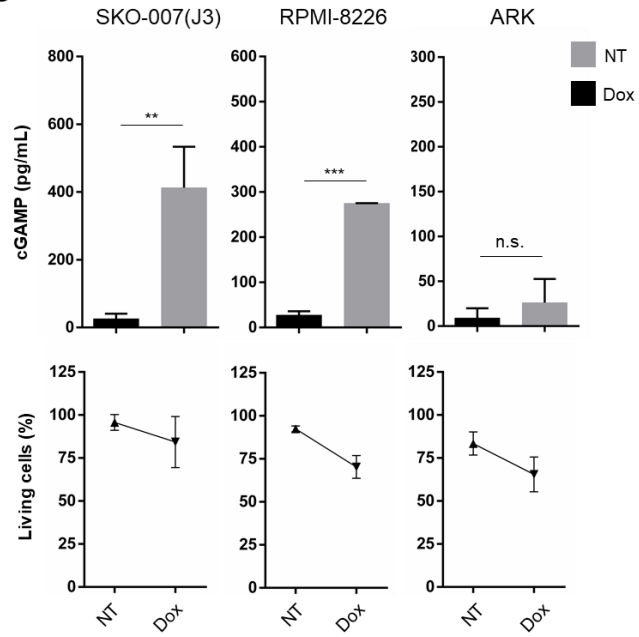 SKO-007(J3)
RPMI-8226
ARK
NT
Dox
cGAMP (pg/mL)
800
600
400
200
0
**
600
500
400
300
200
100
0
***
300
250
200
150
100
50
0
n.s.
Living cells (%)
125
100
75
50
25
0
NT
Dox
125
100
75
50
25
0
NT
Dox
125
100
75
50
25
0
NT
Dox